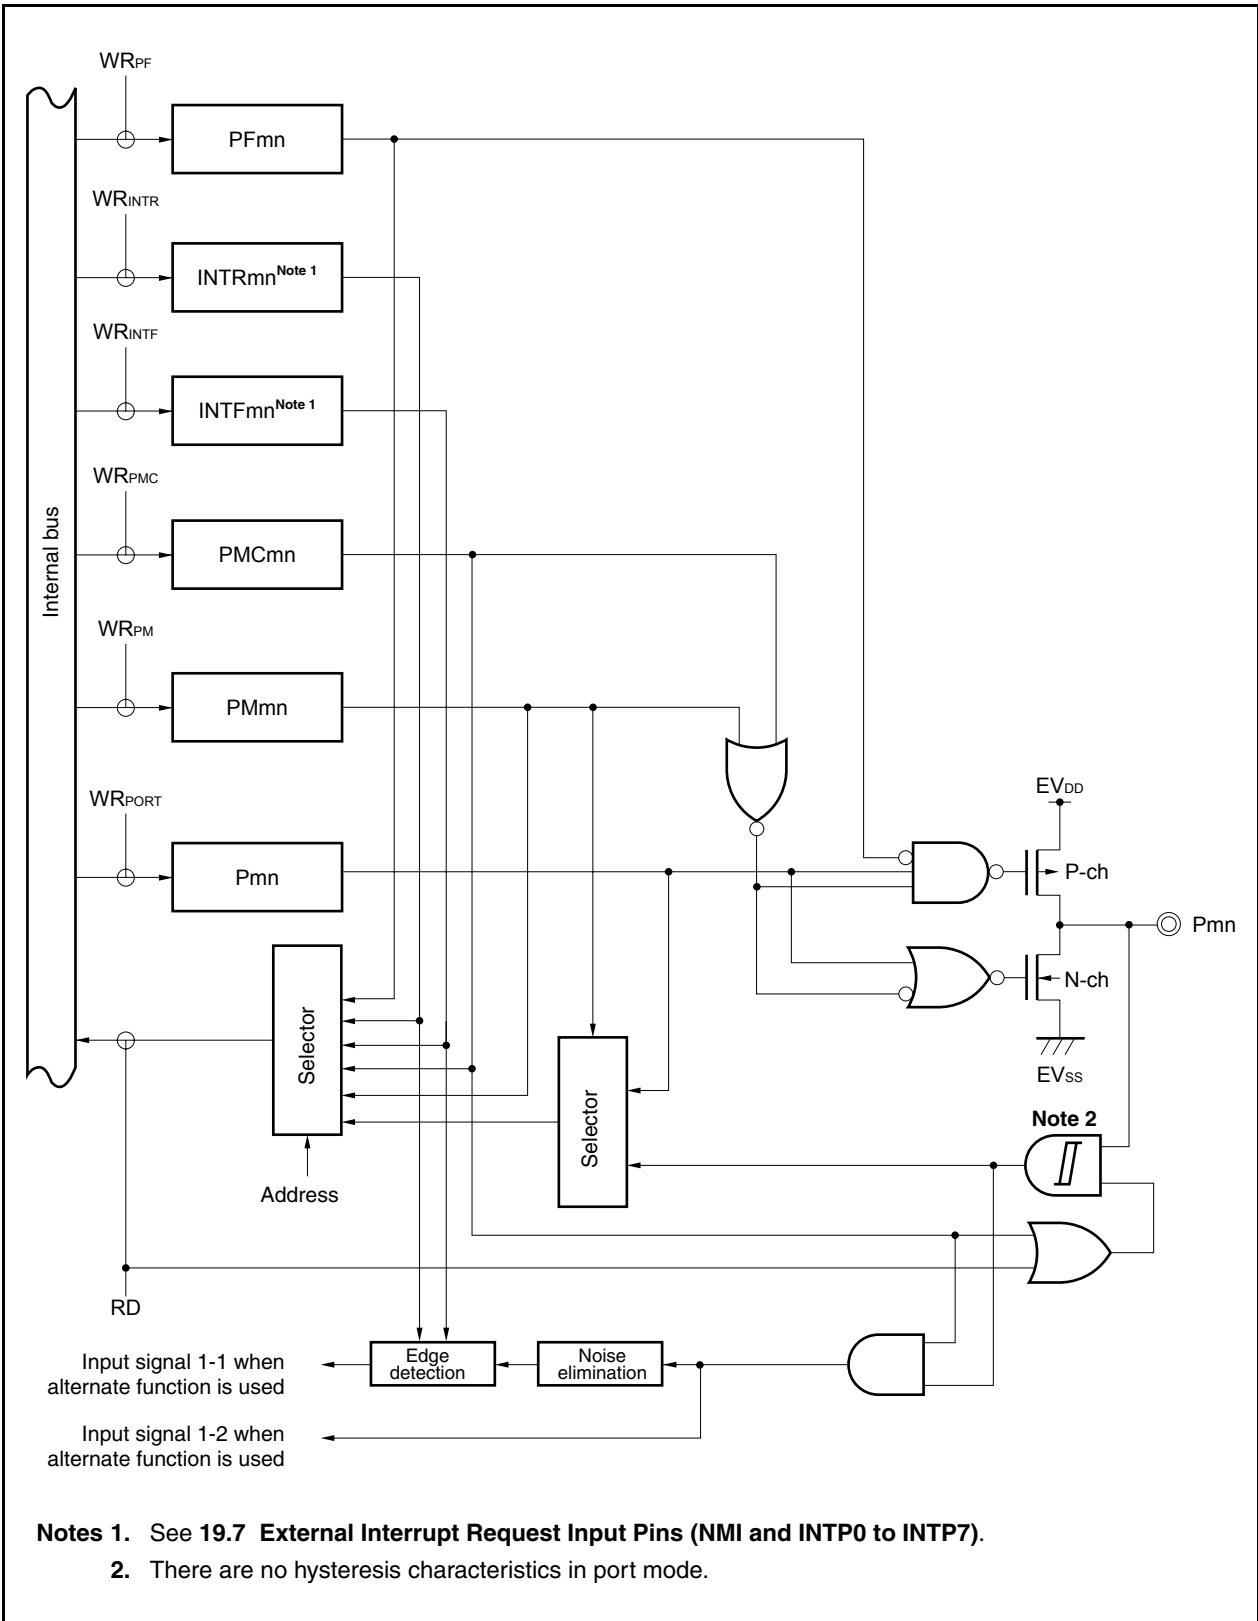 WRPF
PFmn
WRINTR
INTRmnNote 1
WRINTF
INTFmnNote 1
WRPMC
PMCmn
Internal bus
WRPM
PMmn
WRPORT
Pmn
EVDD
P-ch
Pmn
N-ch
EVSS
Selector
Selector
Note 2
Address
RD
Input signal 1-1 when
alternate function is used
Edge
detection
Noise
elimination
Input signal 1-2 when
alternate function is used
Notes 1. See 19.7 External Interrupt Request Input Pins (NMI and INTP0 to INTP7).
2. There are no hysteresis characteristics in port mode.